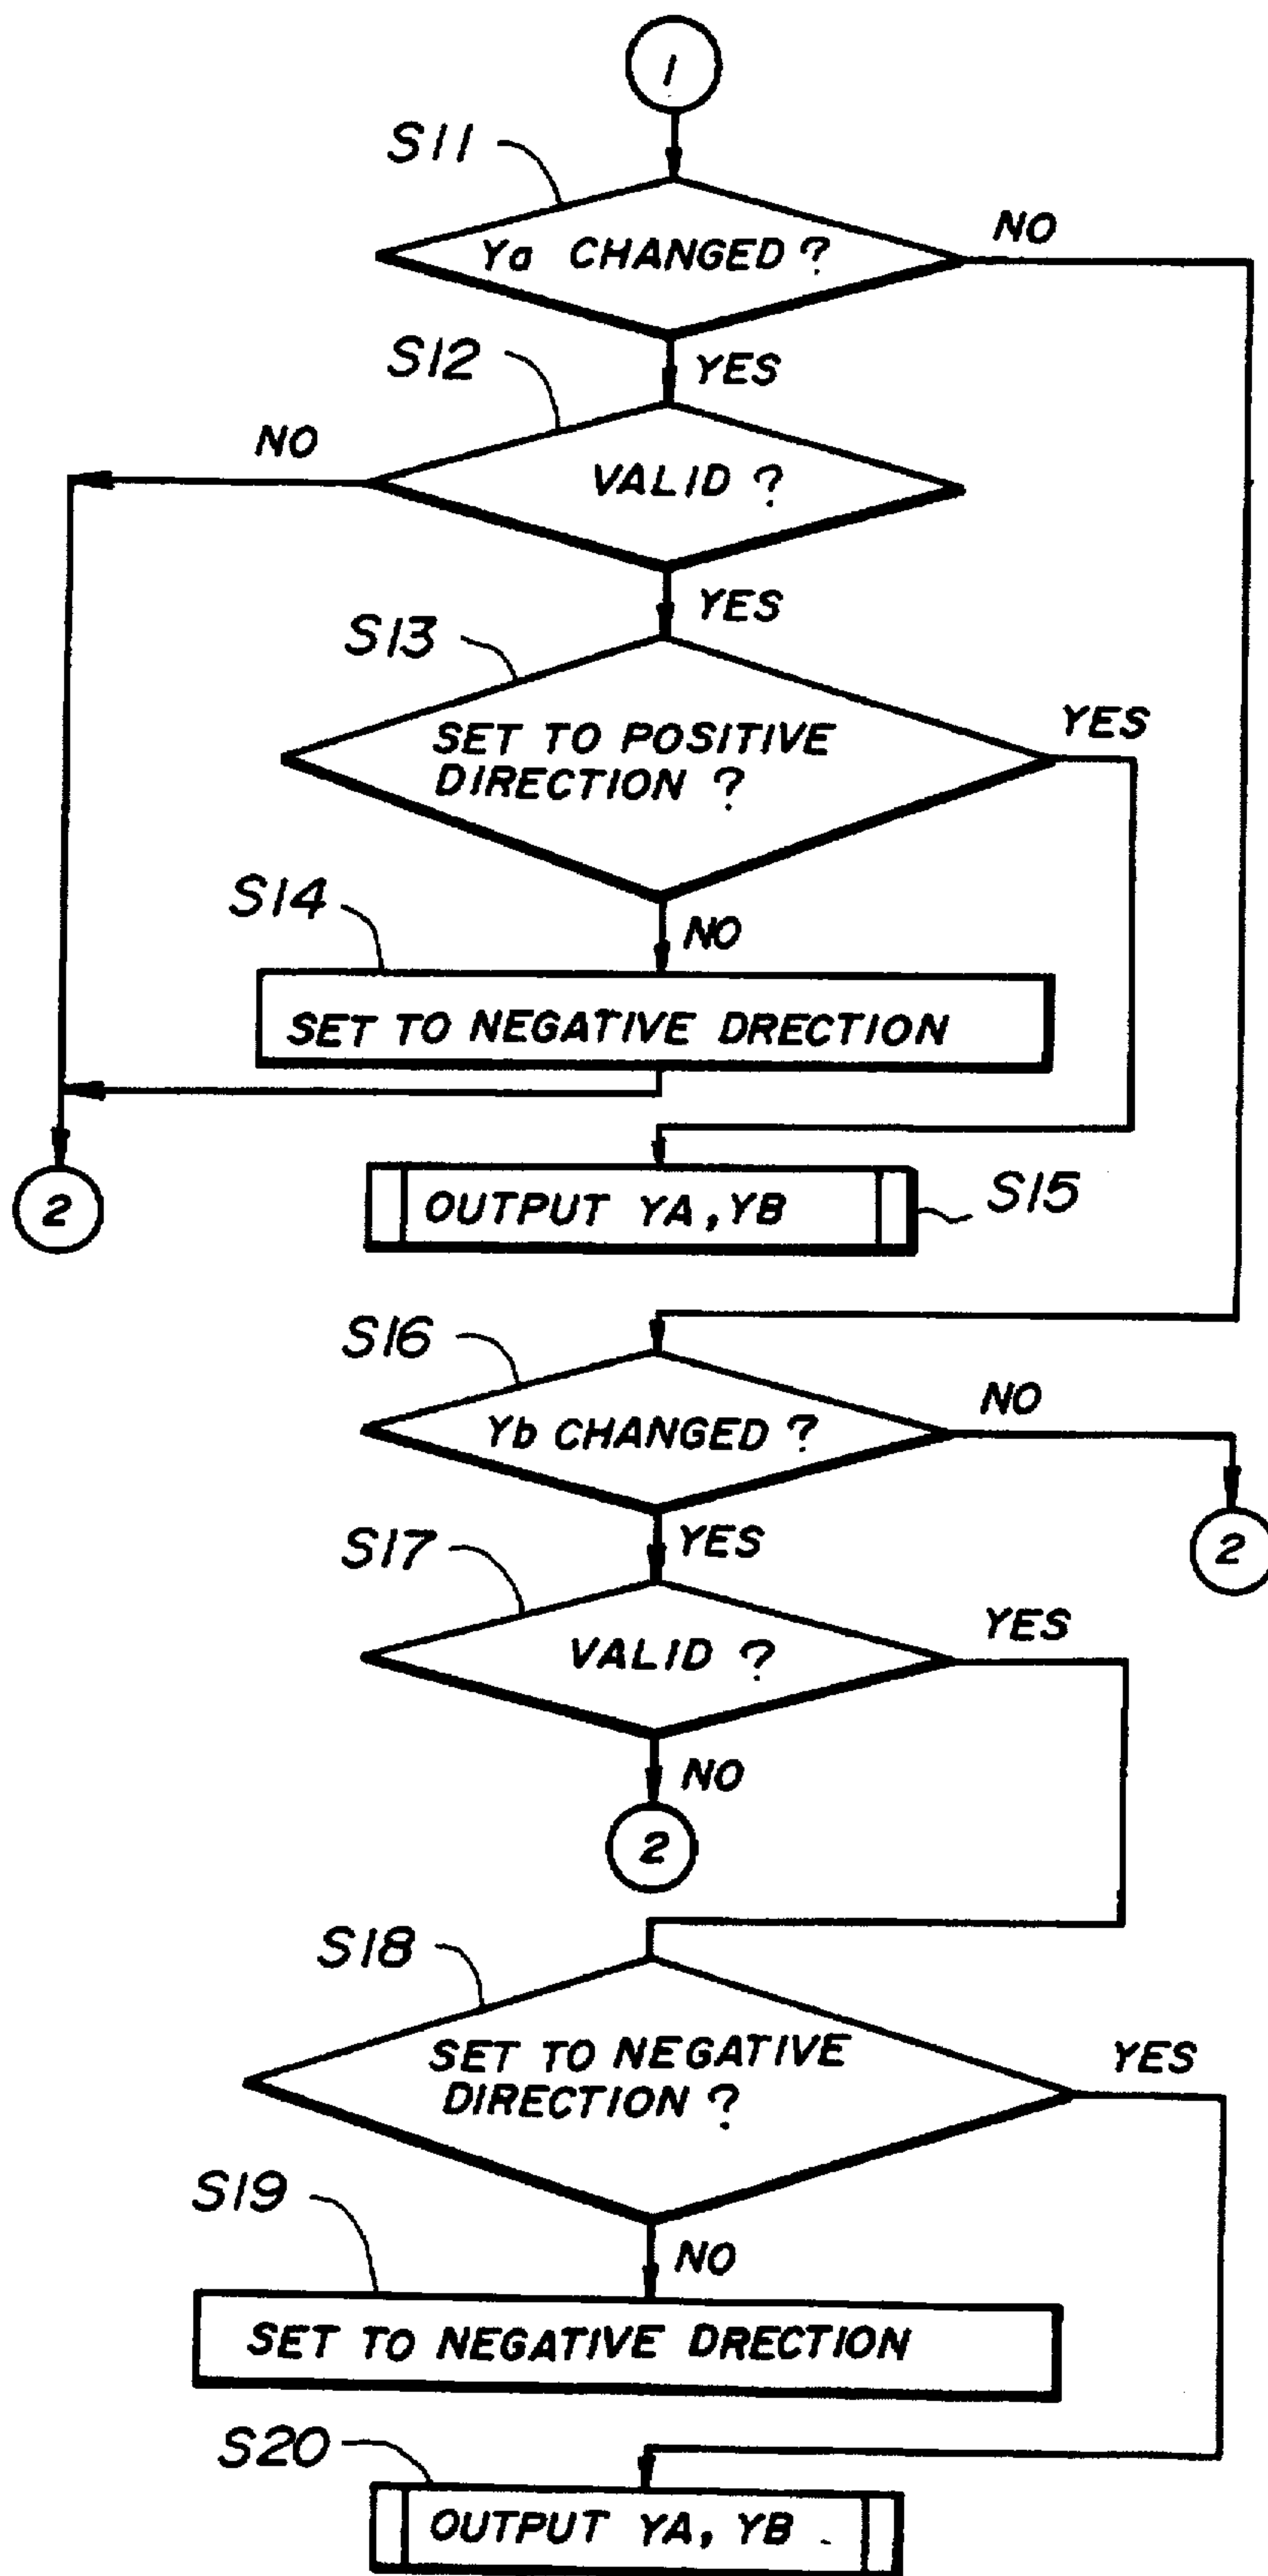 1
S11
Ya CHANGED ?
NO
YES
S12
NO
VALID ?
YES
S13
SET TO POSITIVE
DIRECTION ?
YES
S14
NO
SET TO NEGATIVE DRECTION
2
OUTPUT YA, YB
S15
S16
Yb CHANGED ?
NO
2
YES
S17
VALID ?
YES
NO
2
S18
SET TO NEGATIVE
DIRECTION ?
YES
S19
NO
SET TO NEGATIVE DRECTION
S20
OUTPUT YA, YB